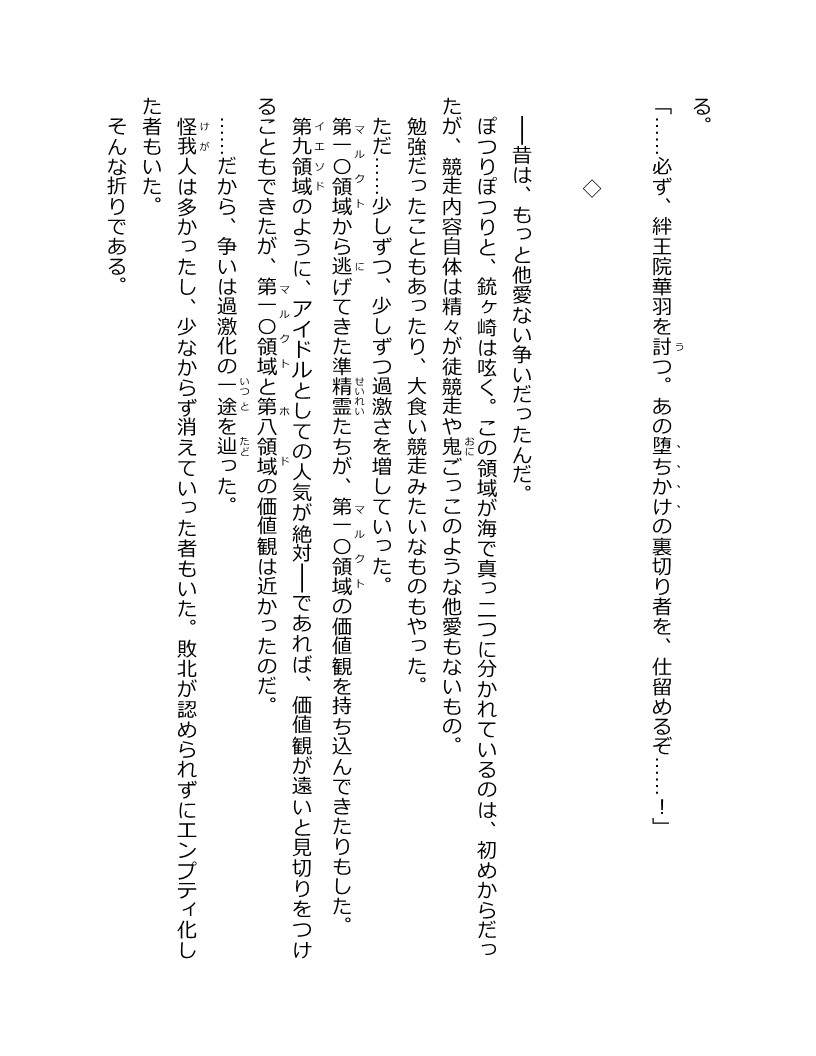 る。
「……必ず、絆王院華羽を討つ。あの堕ちかけの裏切り者を、仕留めるぞ……！」
◇
──昔は、もっと他愛ない争いだったんだ。
ぽつりぽつりと、銃ヶ崎は呟く。この領域が海で真っ二つに分かれているのは、初めからだっ
たが、競走内容自体は精々が徒競走や鬼ごっこのような他愛もないもの。
勉強だったこともあったり、大食い競走みたいなものもやった。
ただ……少しずつ、少しずつ過激さを増していった。
第一〇領域から逃げてきた準精霊たちが、第一〇領域の価値観を持ち込んできたりもした。
第九領域のように、アイドルとしての人気が絶対──であれば、価値観が遠いと見切りをつけ
ることもできたが、第一〇領域と第八領域の価値観は近かったのだ。
……だから、争いは過激化の一途を辿った。
怪我人は多かったし、少なからず消えていった者もいた。敗北が認められずにエンプティ化し
た者もいた。
そんな折りである。